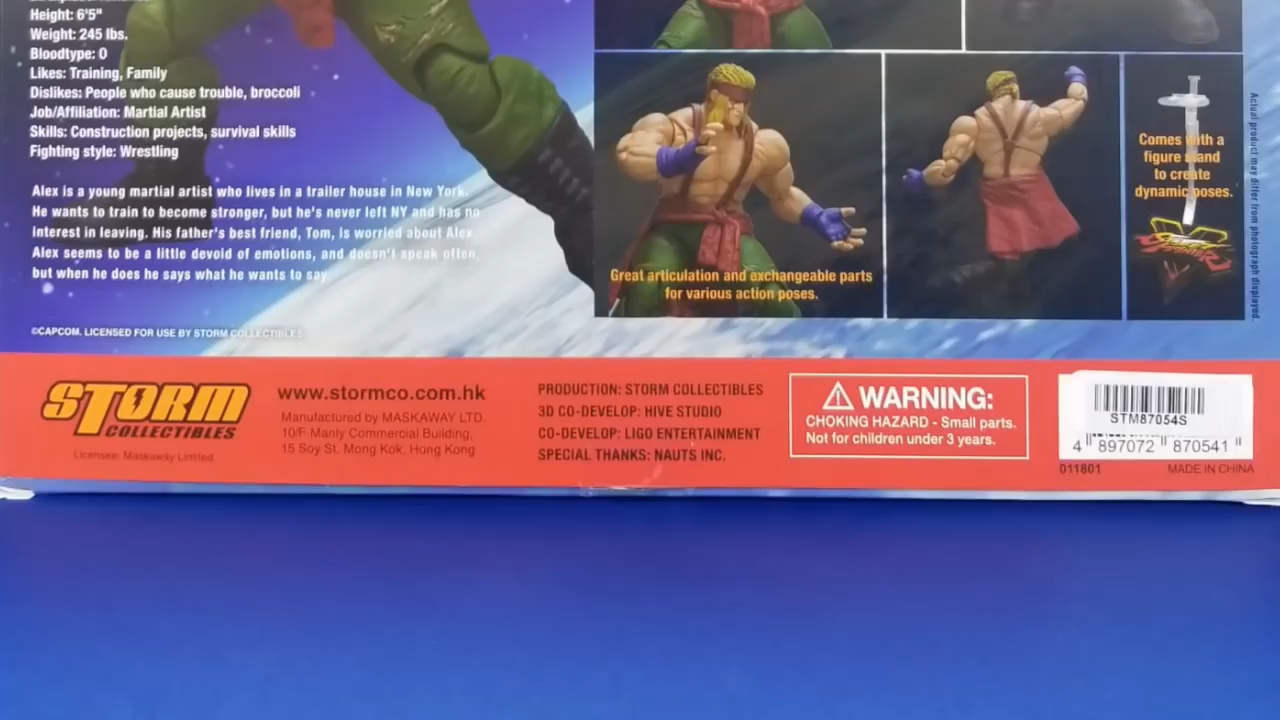 Height: 6'5"
Weight: 245 lbs.
Bloodtype: O
Likes: Training, Family
Dislikes: People who cause trouble, broccoli
Job/Affiliation: Martial Artist
Skills: Construction projects, survival skills
Fighting style: Wrestling
Alex is a young martial artist who lives in a trailer house in New York.
He wants to train to become stronger, but he's never left NY and has no
interest in leaving. His father's best friend, Tom, is worried about Alex.
Alex seems to be a little devoid of emotions, and doesn't speak often,
but when he does he says what he wants to say.
©CAPCOM. LICENSED FOR USE BY STORM COLLECTIBLES
Great articulation and exchangeable parts
for various action poses.
Comes with a
figure stand
to create
dynamic poses.
STREET
FIGHTER
Actual product may differ from photograph displayed.
STORM
COLLECTIBLES
Licensee: Maskaway Limited
www.stormco.com.hk
Manufactured by MASKAWAY LTD.
10/F Manly Commercial Building,
15 Soy St, Mong Kok, Hong Kong
PRODUCTION: STORM COLLECTIBLES
3D CO-DEVELOP: HIVE STUDIO
CO-DEVELOP: LIGO ENTERTAINMENT
SPECIAL THANKS: NAUTS INC.
WARNING:
CHOKING HAZARD - Small parts.
Not for children under 3 years.
STM87054S
4 897072 870541
011801
MADE IN CHINA